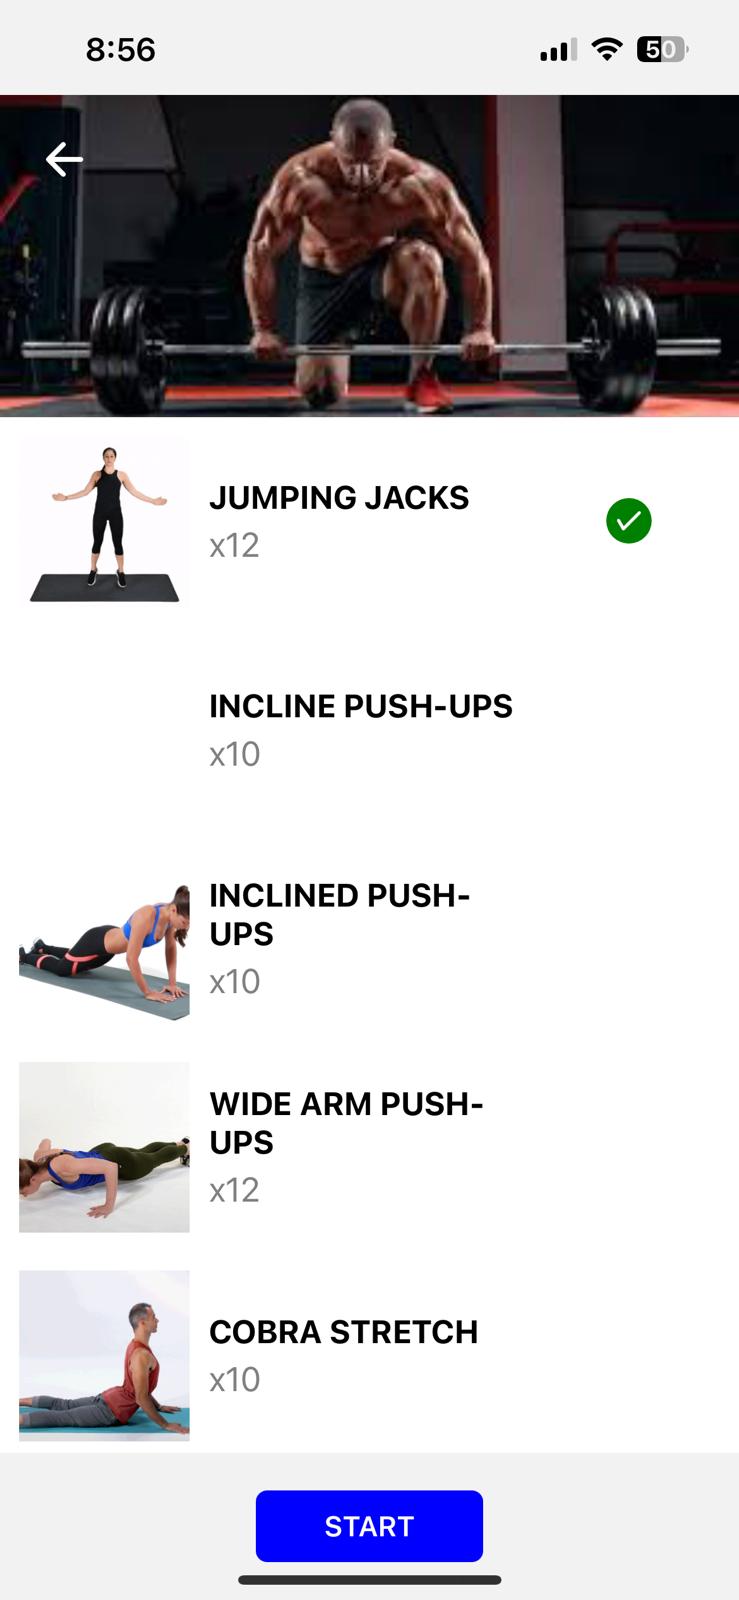 8:56
50
JUMPING JACKS
x12
INCLINE PUSH-UPS
x10
INCLINED PUSH-
UPS
x10
WIDE ARM PUSH-
UPS
x12
COBRA STRETCH
x10
START